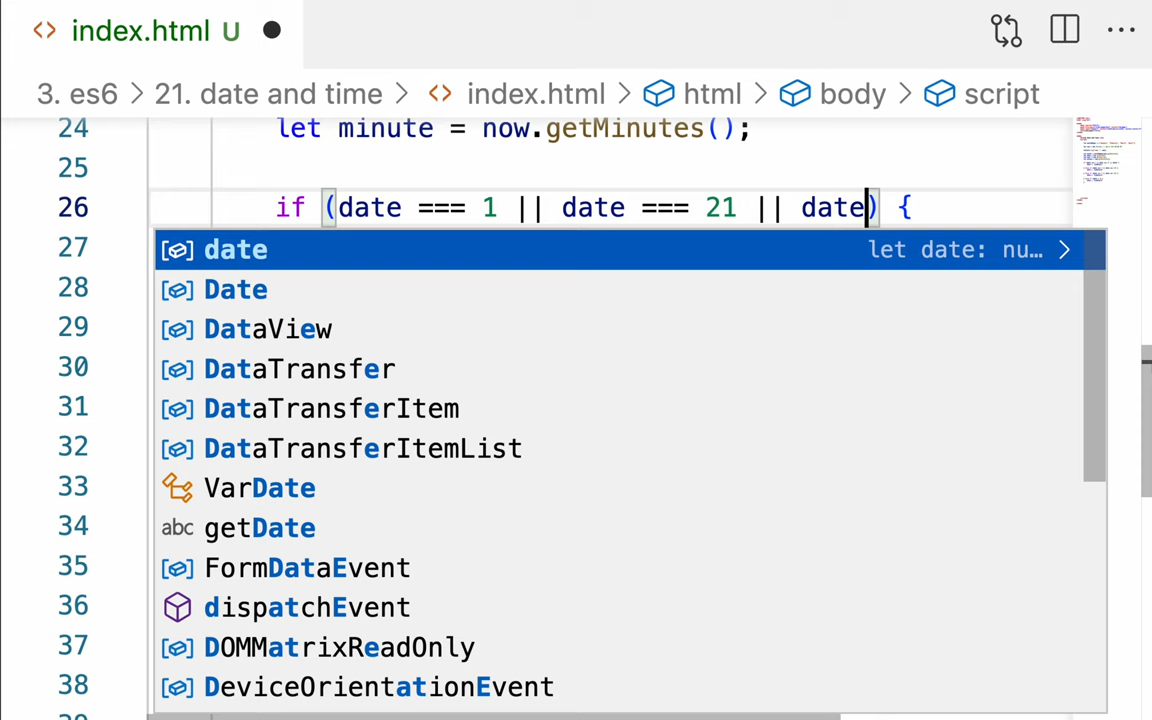 index.html U
3. es6 > 21. date and time > index.html > html > body > script
24 let minute = now.getMinutes();
25
26 if (date === 1 || date === 21 || date) {
27 date let date: nu… >
28 Date
29 DataView
30 DataTransfer
31 DataTransferItem
32 DataTransferItemList
33 VarDate
34 abc getDate
35 FormDataEvent
36 dispatchEvent
37 DOMMatrixReadOnly
38 DeviceOrientationEvent